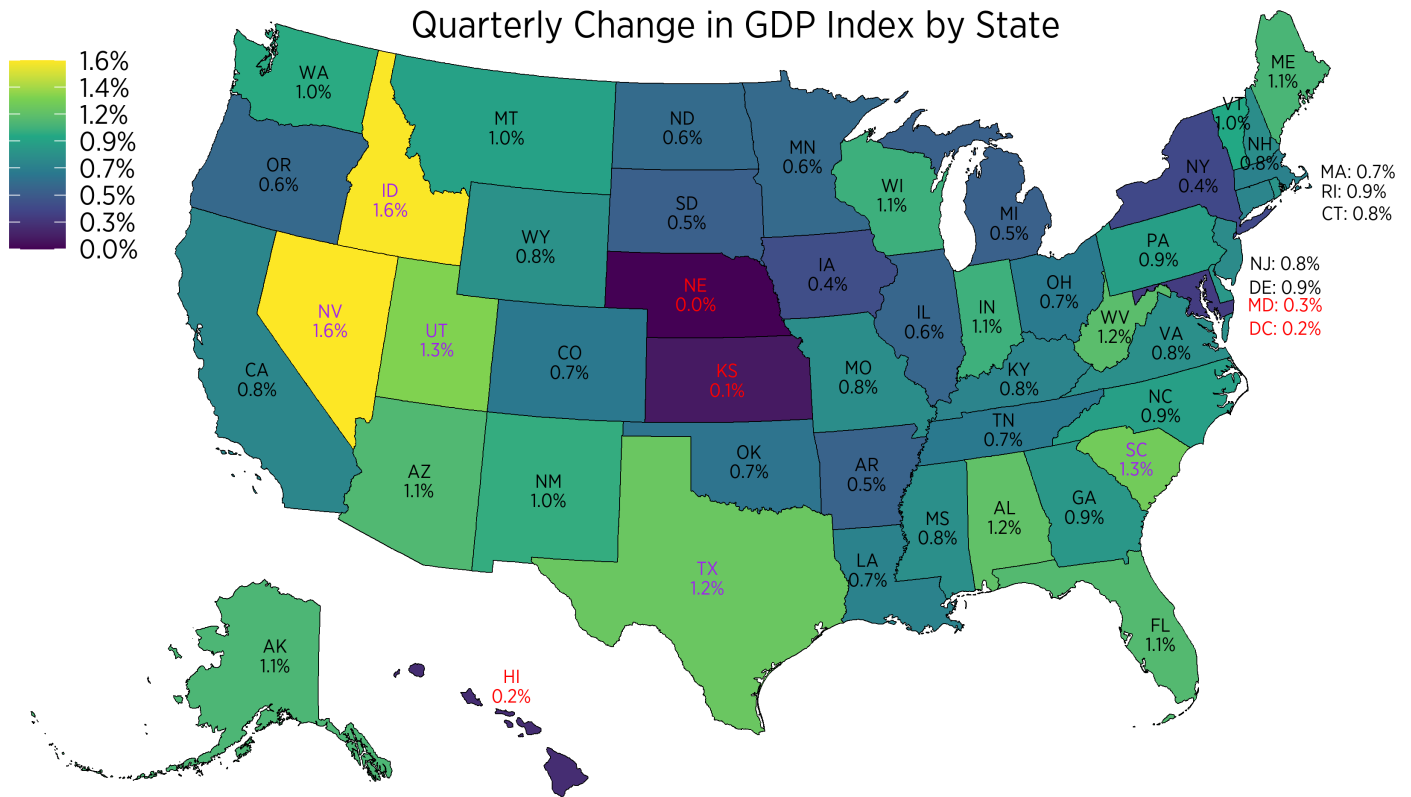 Quarterly Change in GDP Index by State
1.6%
1.4%
1.2%
0.9%
0.7%
0.5%
0.3%
0.0%
WA
1.0%
MT
1.0%
ND
0.6%
MN
0.6%
ME
1.1%
VT
1.0%
NH
0.8%
OR
0.6%
ID
1.6%
SD
0.5%
WI
1.1%
MI
0.5%
NY
0.4%
MA: 0.7%
RI: 0.9%
CT: 0.8%
WY
0.8%
NE
0.0%
IA
0.4%
PA
0.9%
NJ: 0.8%
DE: 0.9%
MD: 0.3%
DC: 0.2%
NV
1.6%
UT
1.3%
CO
0.7%
KS
0.1%
MO
0.8%
IL
0.6%
IN
1.1%
OH
0.7%
WV
1.2%
VA
0.8%
CA
0.8%
KY
0.8%
NC
0.9%
TN
0.7%
SC
1.3%
AZ
1.1%
NM
1.0%
OK
0.7%
AR
0.5%
MS
0.8%
AL
1.2%
GA
0.9%
TX
1.2%
LA
0.7%
FL
1.1%
AK
1.1%
HI
0.2%